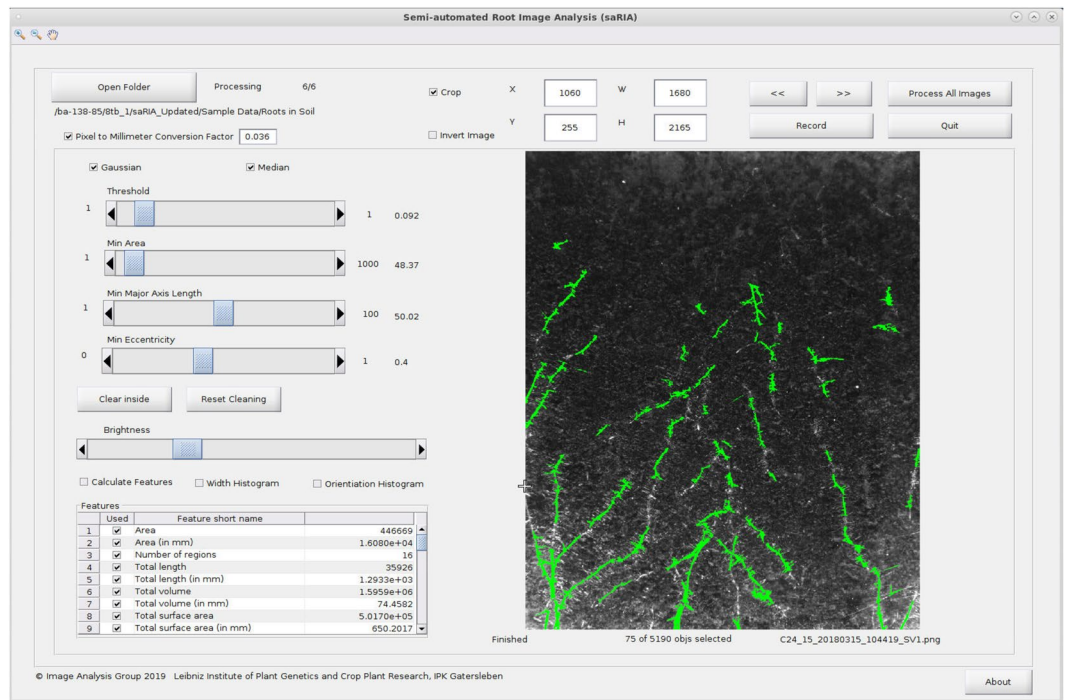 Semi-automated Root Image Analysis (saRIA)
Open Folder Processing 6/6
Crop X 1060 W 1680 << >> Process All Images
/ba-138-85/8tb_1/saRIA_Updated/Sample Data/Roots in Soil
Pixel to Millimeter Conversion Factor 0.036 Invert Image Y 255 H 2165 Record Quit
Gaussian Median
Threshold
1 1 0.092
Min Area
1 1000 48.37
Min Major Axis Length
1 100 50.02
Min Eccentricity
0 1 0.4
Clear inside Reset Cleaning
Brightness
Calculate Features Width Histogram Orientiation Histogram
Features
Used Feature short name
1 Area 446669
2 Area (in mm) 1.6080e+04
3 Number of regions 16
4 Total length 35926
5 Total length (in mm) 1.2933e+03
6 Total volume 1.5959e+06
7 Total volume (in mm) 74.4582
8 Total surface area 5.0170e+05
9 Total surface area (in mm) 650.2017
Finished 75 of 5190 objs selected C24_15_20180315_104419_SV1.png
© Image Analysis Group 2019 Leibniz Institute of Plant Genetics and Crop Plant Research, IPK Gatersleben
About